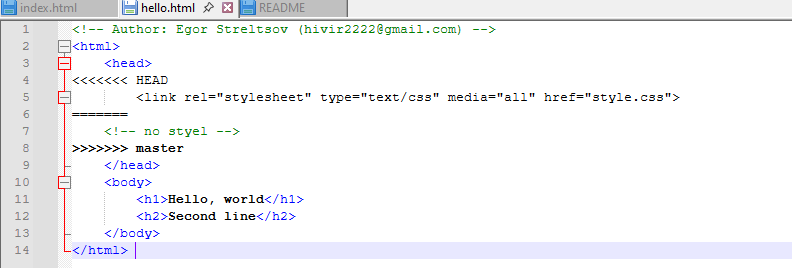 index.html hello.html README
1 <!-- Author: Egor Streltsov (hivir2222@gmail.com) -->
2 <html>
3 <head>
4 <<<<<<< HEAD
5 <link rel="stylesheet" type="text/css" media="all" href="style.css">
6 =======
7 <!-- no styel -->
8 >>>>>>> master
9 </head>
10 <body>
11 <h1>Hello, world</h1>
12 <h2>Second line</h2>
13 </body>
14 </html>